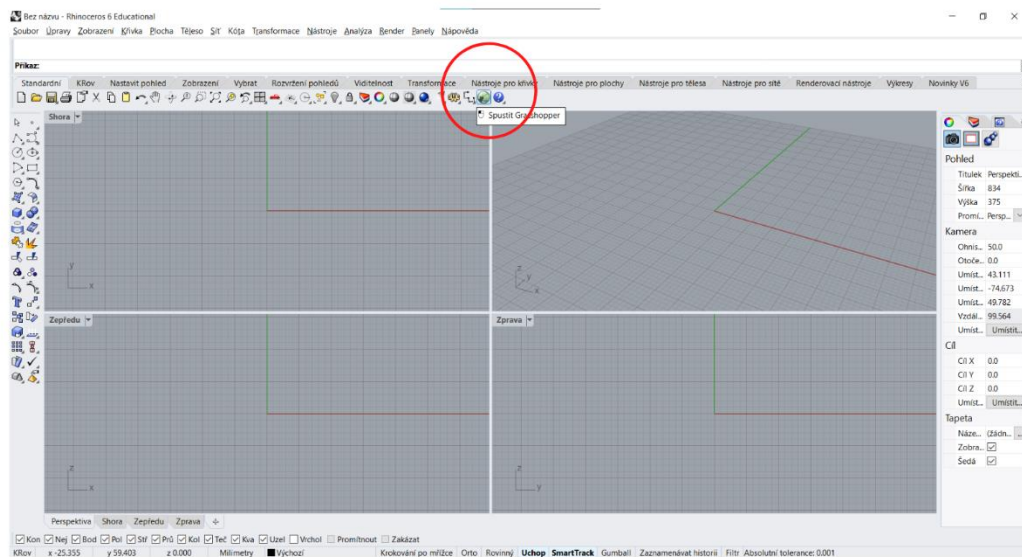 Bez názvu - Rhinoceros 6 Educational
Soubor Úpravy Zobrazení Křivka Plocha Těleso Síť Kóta Transformace Nástroje Analýza Render Panely Nápověda
Příkaz:
Standardní KRov Nastavit pohled Zobrazení Vybrat Rozvržení pohledů Viditelnost Transformace Nástroje pro křivky Nástroje pro plochy Nástroje pro tělesa Nástroje pro sítě Renderovací nástroje Výkresy Novinky V6
Spustit Grasshopper
Shora
Pohled
Titulek Perspekti...
Šířka 834
Výška 375
Promí... Persp...
Kamera
Ohnis... 50.0
Otoče... 0.0
Umíst... 43.111
Umíst... -74.673
Umíst... 49.782
Vzdál... 99.564
Umíst... Umístit...
Cíl
Cíl X 0.0
Cíl Y 0.0
Cíl Z 0.0
Umíst... Umístit...
Tapeta
Náze... (žádn... ...
Zobra...
Šedá
y
x
z
y
x
Zepředu
Zprava
z
x
z
y
Perspektiva Shora Zepředu Zprava
Kon Nej Bod Pol Stř Prů Kol Teč Kva Uzel Vrchol Promítnout Zakázat
KRov x -25.355 y 59.403 z 0.000 Milimetry Výchozí Krokování po mřížce Orto Rovinný Uchop SmartTrack Gumball Zaznamenávat historii Filtr Absolutní tolerance: 0.001